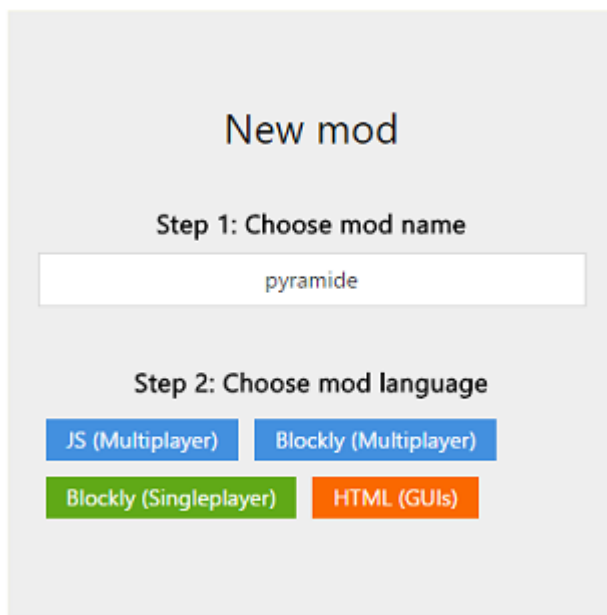 New mod
Step 1: Choose mod name
pyramide
Step 2: Choose mod language
JS (Multiplayer) Blockly (Multiplayer)
Blockly (Singleplayer) HTML (GUIs)